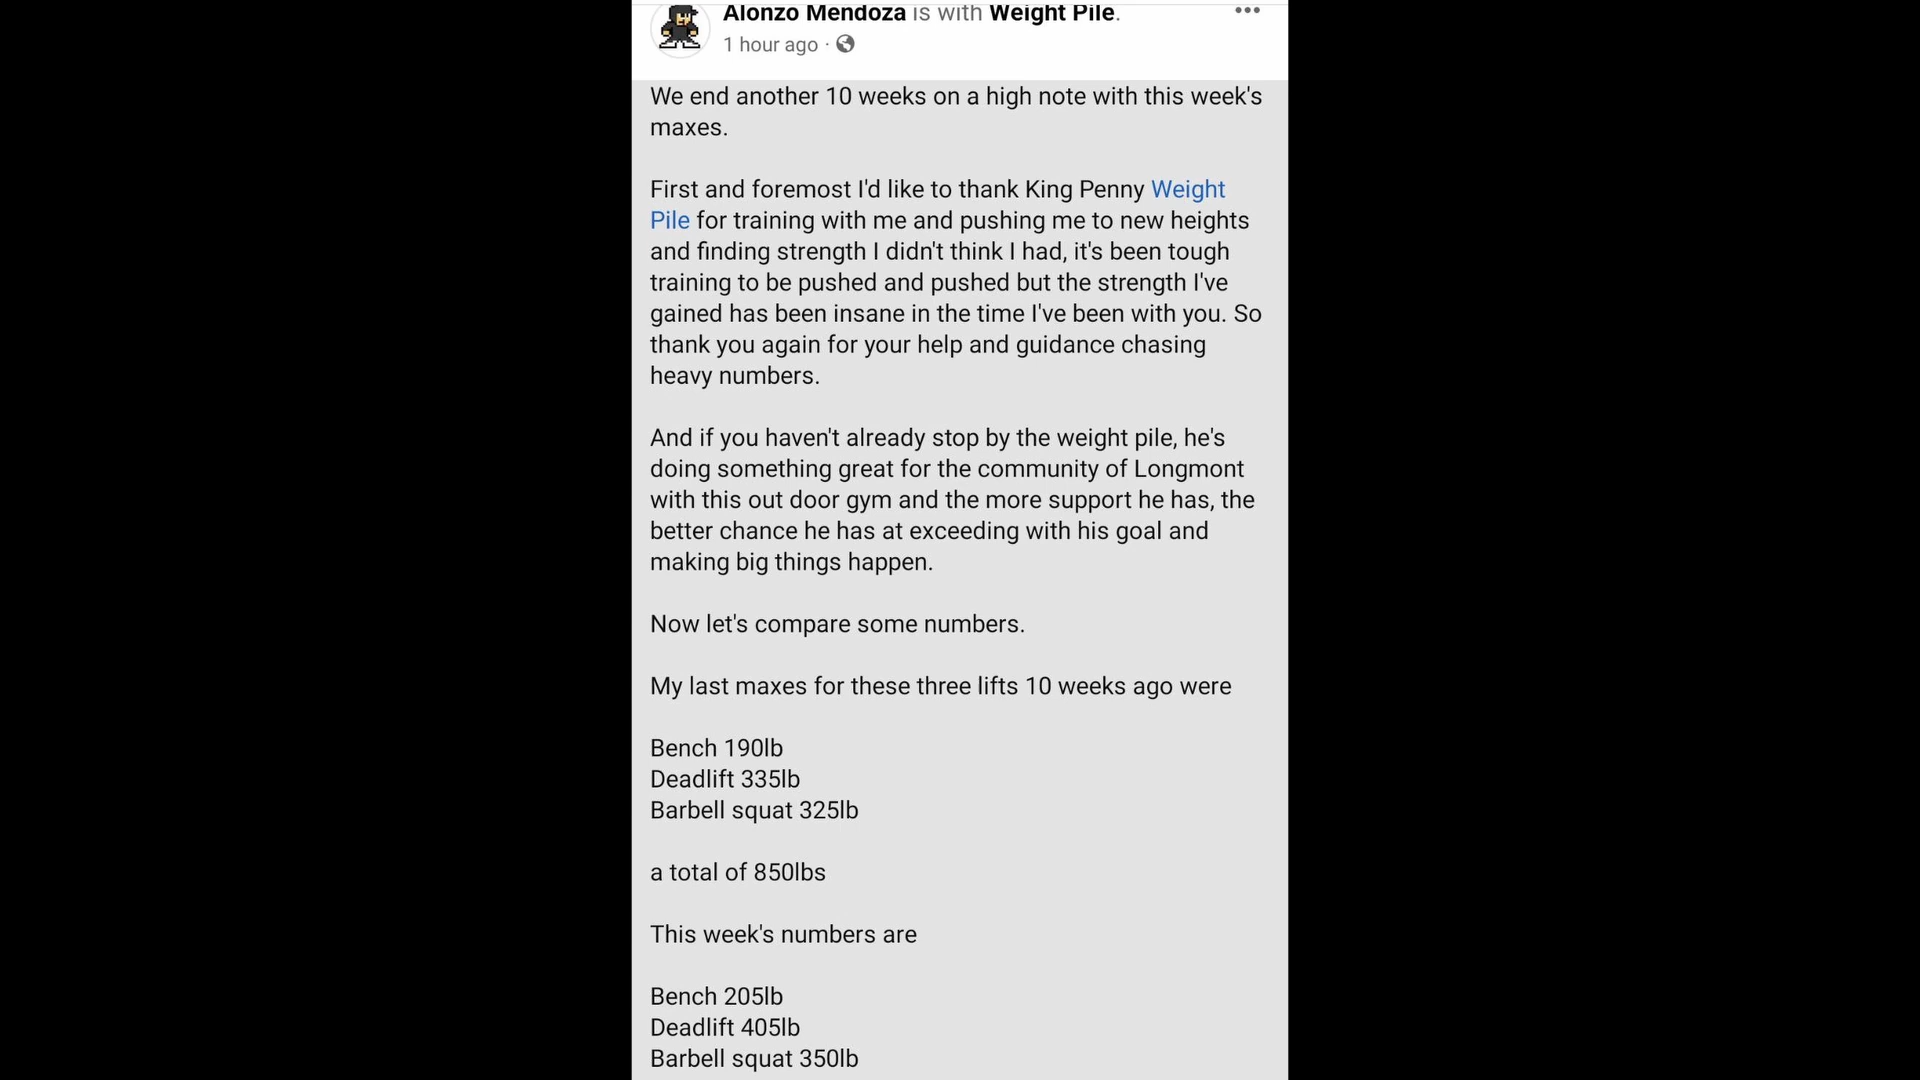 Alonzo Mendoza is with Weight Pile.
1 hour ago ·
We end another 10 weeks on a high note with this week's
maxes.
First and foremost I'd like to thank King Penny Weight
Pile for training with me and pushing me to new heights
and finding strength I didn't think I had, it's been tough
training to be pushed and pushed but the strength I've
gained has been insane in the time I've been with you. So
thank you again for your help and guidance chasing
heavy numbers.
And if you haven't already stop by the weight pile, he's
doing something great for the community of Longmont
with this out door gym and the more support he has, the
better chance he has at exceeding with his goal and
making big things happen.
Now let's compare some numbers.
My last maxes for these three lifts 10 weeks ago were
Bench 190lb
Deadlift 335lb
Barbell squat 325lb
a total of 850lbs
This week's numbers are
Bench 205lb
Deadlift 405lb
Barbell squat 350lb